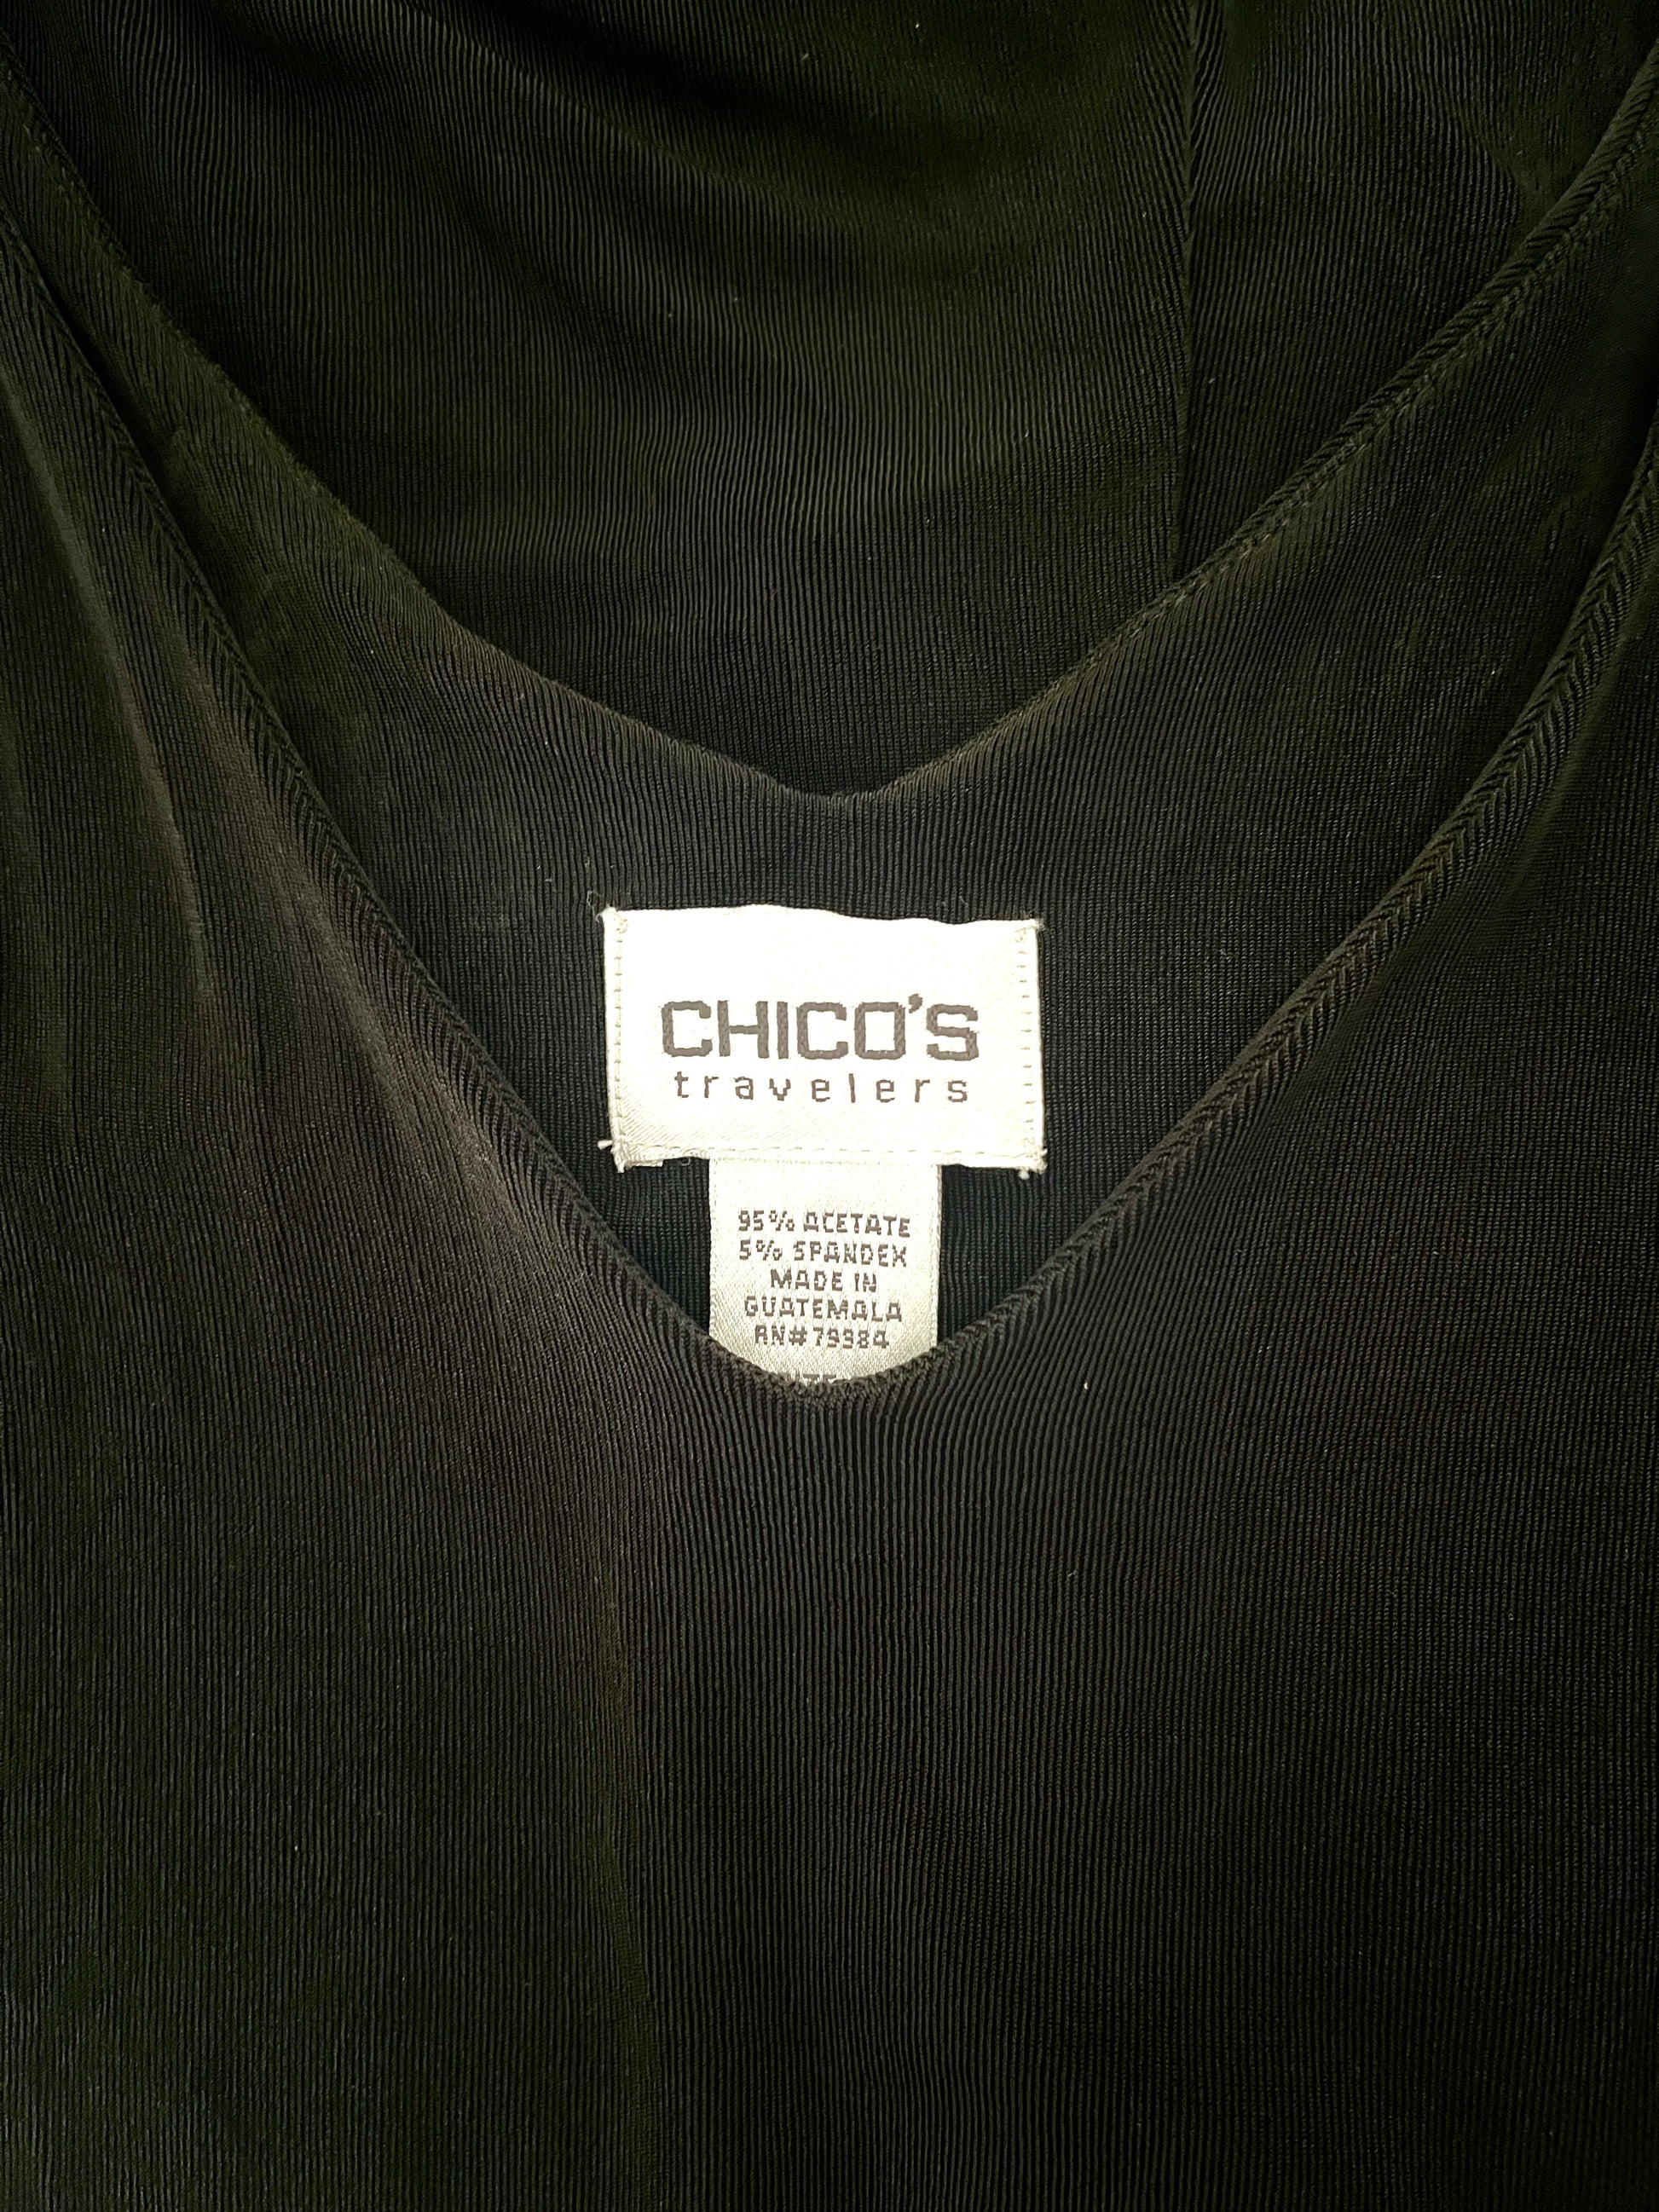 CHICO'S
travelers
95% ACETATE
5% SPANDEX
MADE IN
GUATEMALA
RN#79984